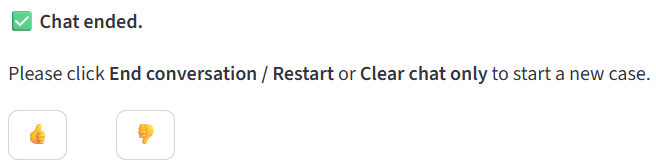 ✅ Chat ended.
Please click End conversation / Restart or Clear chat only to start a new case.
👍 👎